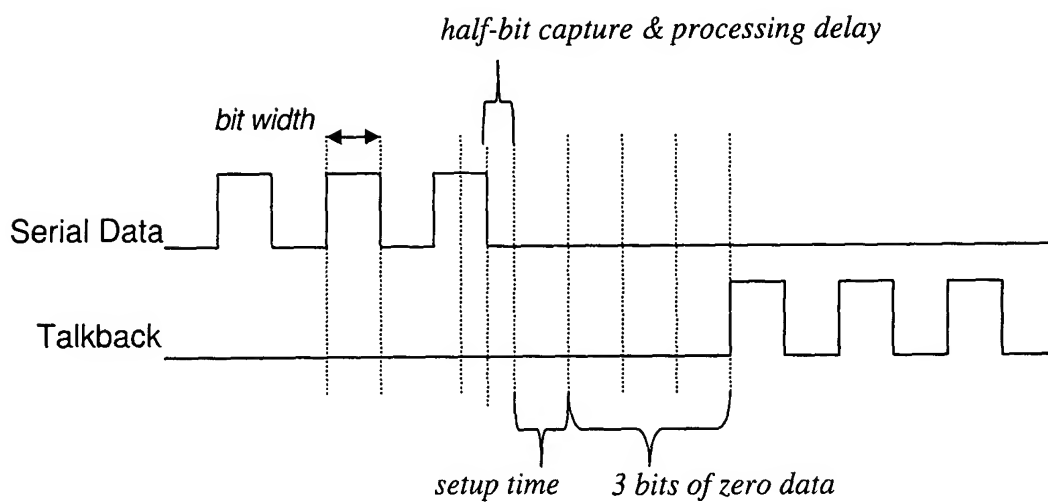 half-bit capture & processing delay
bit width
Serial Data
Talkback
setup time
3 bits of zero data